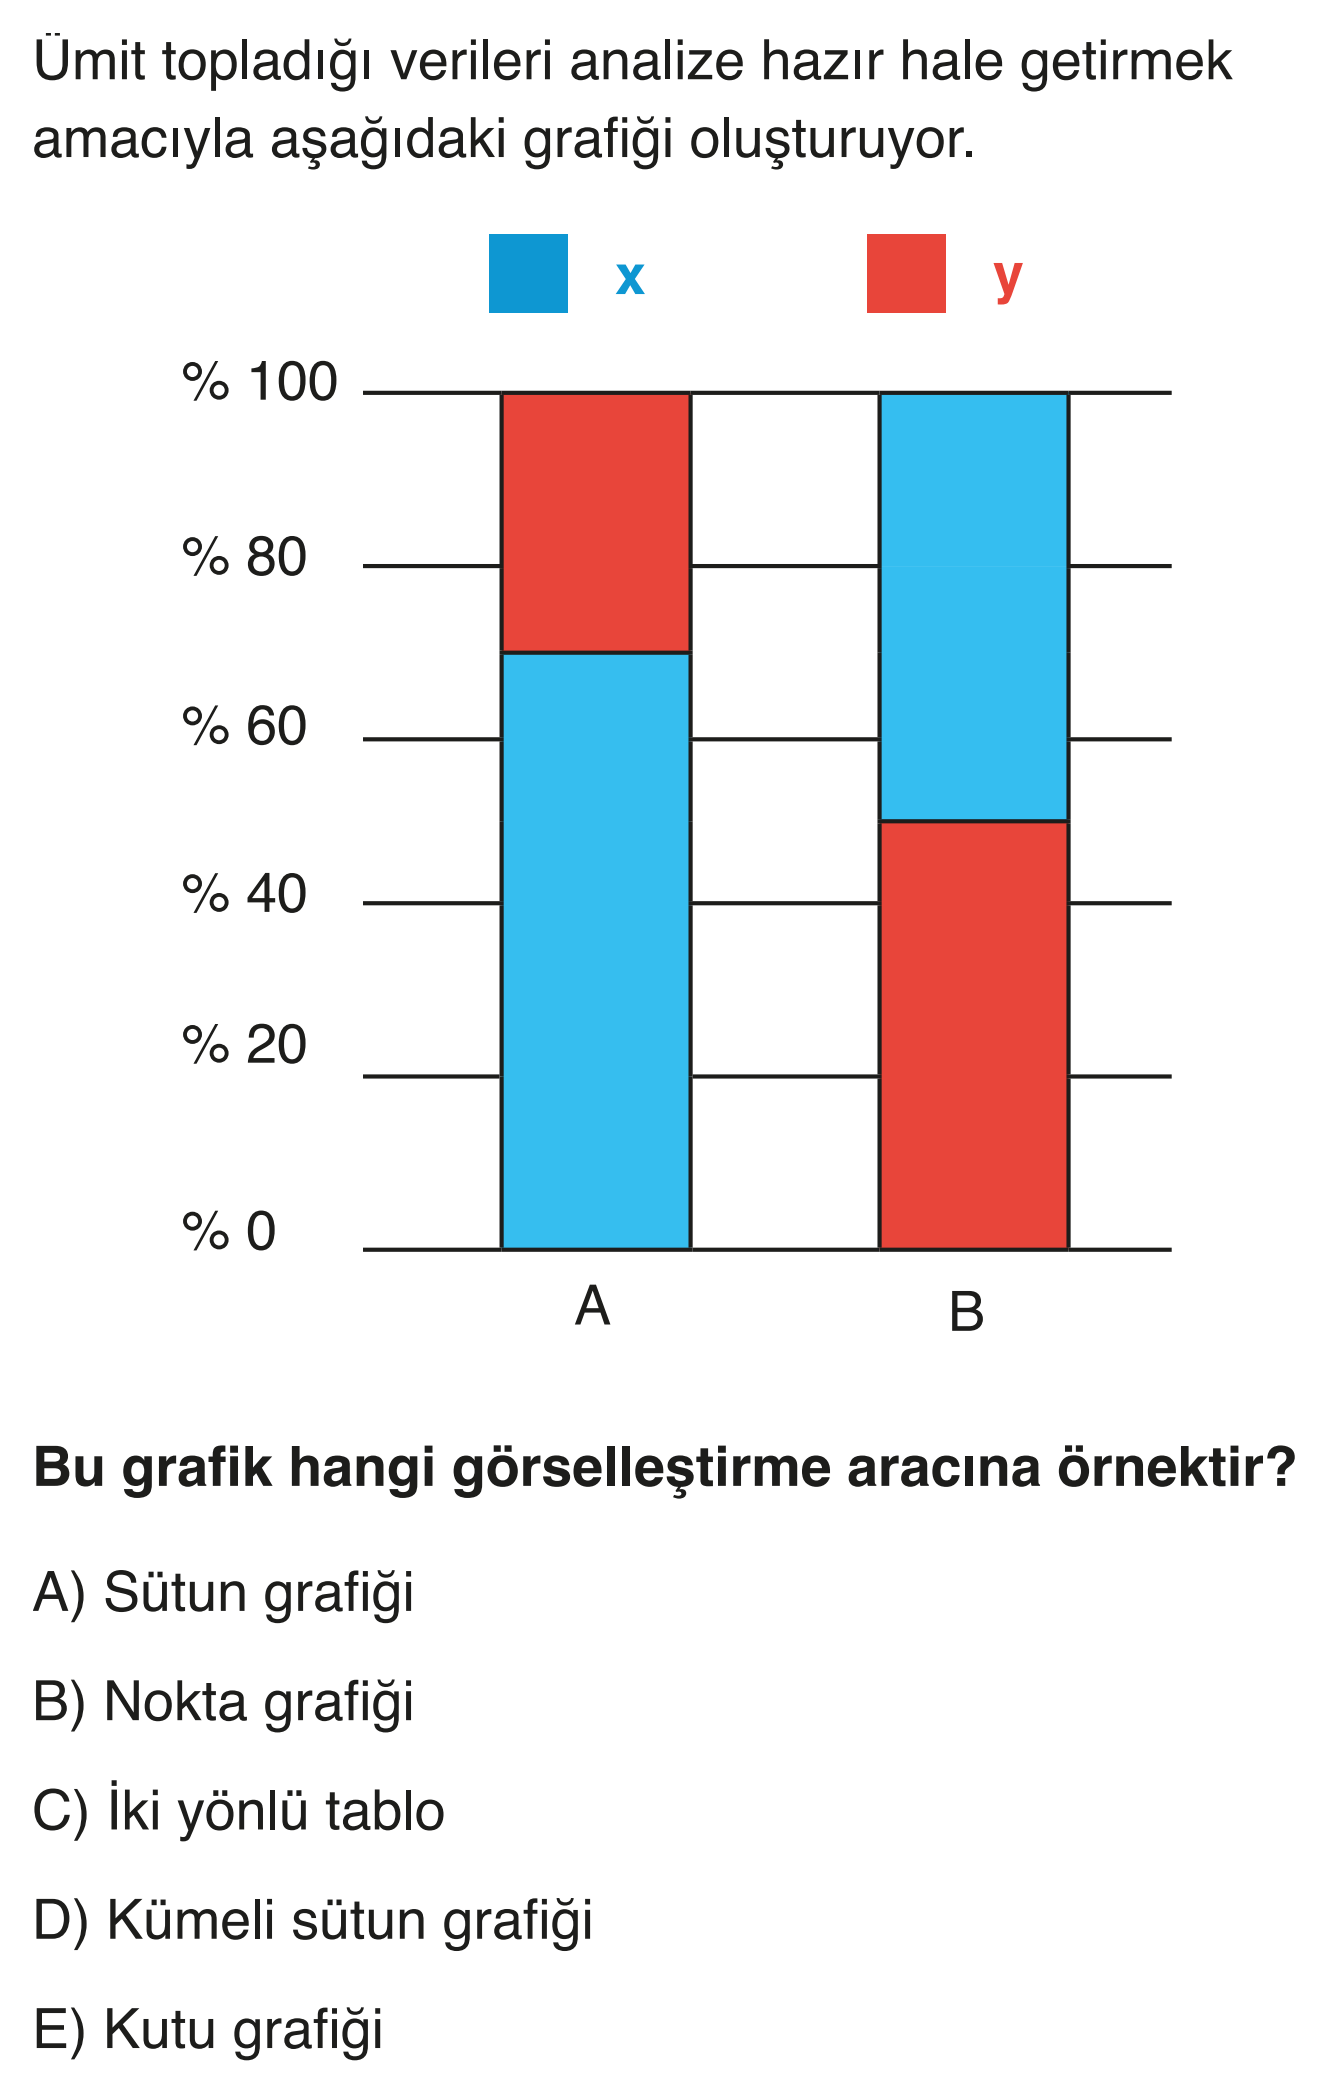 Ümit topladığı verileri analize hazır hale getirmek
amacıyla aşağıdaki grafiği oluşturuyor.
x y
% 100
% 80
% 60
% 40
% 20
% 0
A B
Bu grafik hangi görselleştirme aracına örnektir?
A) Sütun grafiği
B) Nokta grafiği
C) İki yönlü tablo
D) Kümeli sütun grafiği
E) Kutu grafiği